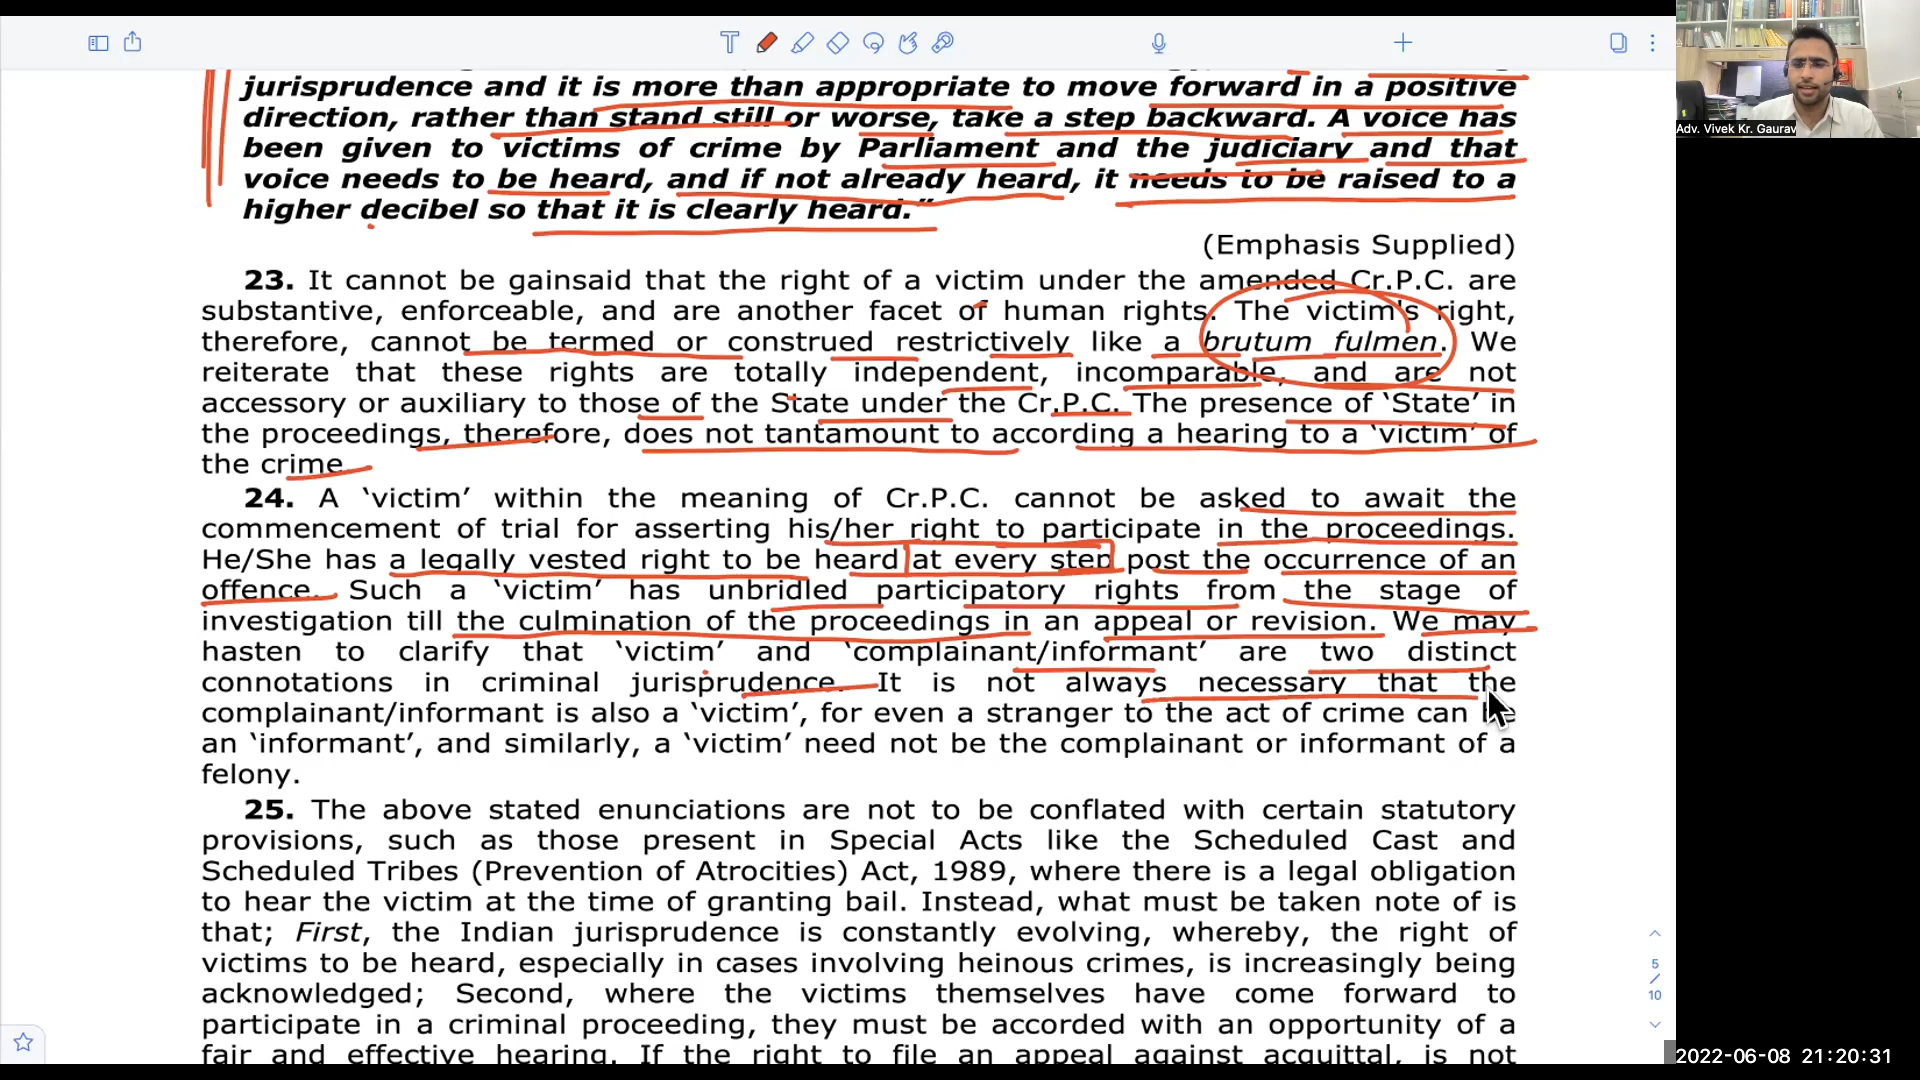 jurisprudence and it is more than appropriate to move forward in a positive
direction, rather than stand still or worse, take a step backward. A voice has
been given to victims of crime by Parliament and the judiciary and that
voice needs to be heard, and if not already heard, it needs to be raised to a
higher decibel so that it is clearly heard.”
(Emphasis Supplied)
23. It cannot be gainsaid that the right of a victim under the amended Cr.P.C. are
substantive, enforceable, and are another facet of human rights. The victim’s right,
therefore, cannot be termed or construed restrictively like a brutum fulmen. We
reiterate that these rights are totally independent, incomparable, and are not
accessory or auxiliary to those of the State under the Cr.P.C. The presence of ‘State’ in
the proceedings, therefore, does not tantamount to according a hearing to a ‘victim’ of
the crime.
24. A ‘victim’ within the meaning of Cr.P.C. cannot be asked to await the
commencement of trial for asserting his/her right to participate in the proceedings.
He/She has a legally vested right to be heard at every step post the occurrence of an
offence. Such a ‘victim’ has unbridled participatory rights from the stage of
investigation till the culmination of the proceedings in an appeal or revision. We may
hasten to clarify that ‘victim’ and ‘complainant/informant’ are two distinct
connotations in criminal jurisprudence. It is not always necessary that the
complainant/informant is also a ‘victim’, for even a stranger to the act of crime can be
an ‘informant’, and similarly, a ‘victim’ need not be the complainant or informant of a
felony.
25. The above stated enunciations are not to be conflated with certain statutory
provisions, such as those present in Special Acts like the Scheduled Cast and
Scheduled Tribes (Prevention of Atrocities) Act, 1989, where there is a legal obligation
to hear the victim at the time of granting bail. Instead, what must be taken note of is
that; First, the Indian jurisprudence is constantly evolving, whereby, the right of
victims to be heard, especially in cases involving heinous crimes, is increasingly being
acknowledged; Second, where the victims themselves have come forward to
participate in a criminal proceeding, they must be accorded with an opportunity of a
fair and effective hearing. If the right to file an appeal against acquittal, is not
Adv. Vivek Kr. Gaurav
5
/
10
2022-06-08 21:20:31